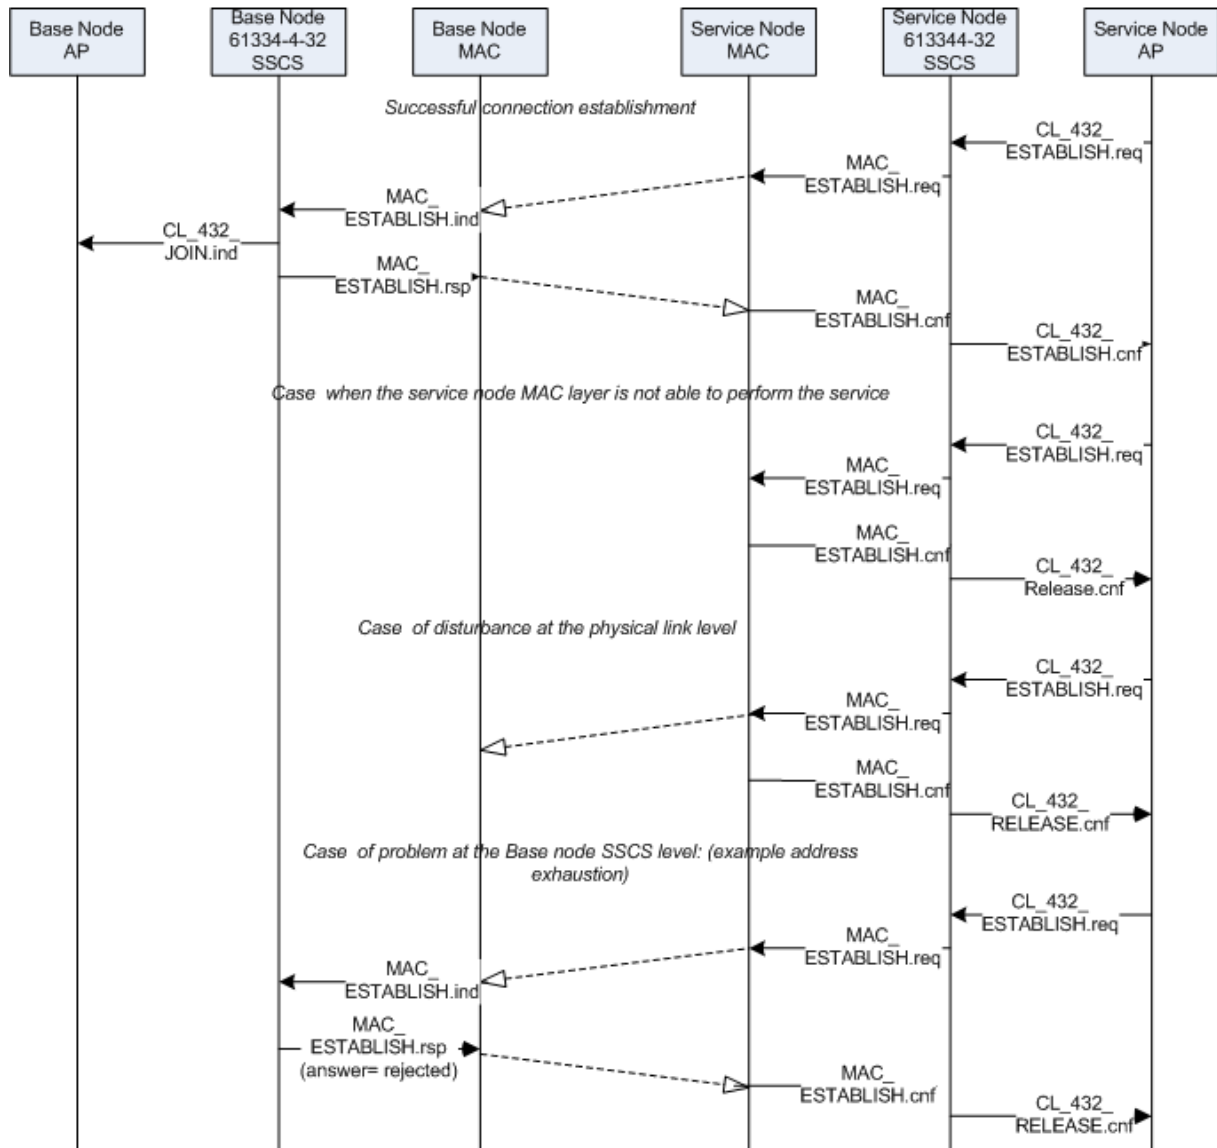 Base Node
AP
Base Node
61334-4-32
SSCS
Base Node
MAC
Service Node
MAC
Service Node
613344-32
SSCS
Service Node
AP
Successful connection establishment
CL_432_
ESTABLISH.req
MAC_
ESTABLISH.req
MAC_
ESTABLISH.ind
CL_432_
JOIN.ind
MAC_
ESTABLISH.rsp
MAC_
ESTABLISH.cnf
CL_432_
ESTABLISH.cnf
Case when the service node MAC layer is not able to perform the service
CL_432_
ESTABLISH.req
MAC_
ESTABLISH.req
MAC_
ESTABLISH.cnf
CL_432_
Release.cnf
Case of disturbance at the physical link level
CL_432_
ESTABLISH.req
MAC_
ESTABLISH.req
MAC_
ESTABLISH.cnf
CL_432_
RELEASE.cnf
Case of problem at the Base node SSCS level: (example address
exhaustion)
CL_432_
ESTABLISH.req
MAC_
ESTABLISH.req
MAC_
ESTABLISH.ind
MAC_
ESTABLISH.rsp
(answer= rejected)
MAC_
ESTABLISH.cnf
CL_432_
RELEASE.cnf